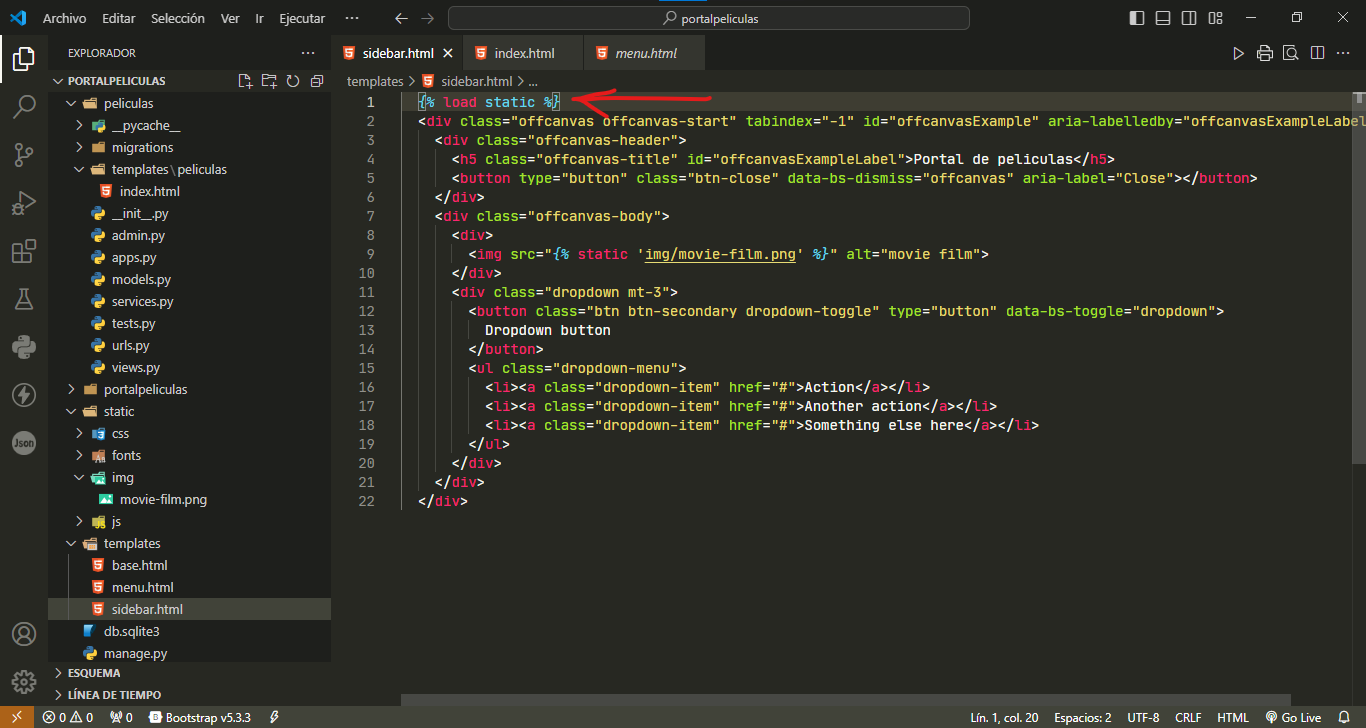 Archivo Editar Selección Ver Ir Ejecutar ··· portalpeliculas
EXPLORADOR ···
PORTALPELICULAS
peliculas
__pycache__
migrations
templates \ peliculas
index.html
__init__.py
admin.py
apps.py
models.py
services.py
tests.py
urls.py
views.py
portalpeliculas
static
css
fonts
img
movie-film.png
js
templates
base.html
menu.html
sidebar.html
db.sqlite3
manage.py
ESQUEMA
LÍNEA DE TIEMPO
Json
sidebar.html index.html menu.html
templates > sidebar.html > ...
1 {% load static %}
2 <div class="offcanvas offcanvas-start" tabindex="-1" id="offcanvasExample" aria-labelledby="offcanvasExampleLabel
3 <div class="offcanvas-header">
4 <h5 class="offcanvas-title" id="offcanvasExampleLabel">Portal de peliculas</h5>
5 <button type="button" class="btn-close" data-bs-dismiss="offcanvas" aria-label="Close"></button>
6 </div>
7 <div class="offcanvas-body">
8 <div>
9 <img src="{% static 'img/movie-film.png' %}" alt="movie film">
10 </div>
11 <div class="dropdown mt-3">
12 <button class="btn btn-secondary dropdown-toggle" type="button" data-bs-toggle="dropdown">
13 Dropdown button
14 </button>
15 <ul class="dropdown-menu">
16 <li><a class="dropdown-item" href="#">Action</a></li>
17 <li><a class="dropdown-item" href="#">Another action</a></li>
18 <li><a class="dropdown-item" href="#">Something else here</a></li>
19 </ul>
20 </div>
21 </div>
22 </div>
0 0 0 Bootstrap v5.3.3 Lín. 1, col. 20 Espacios: 2 UTF-8 CRLF HTML Go Live